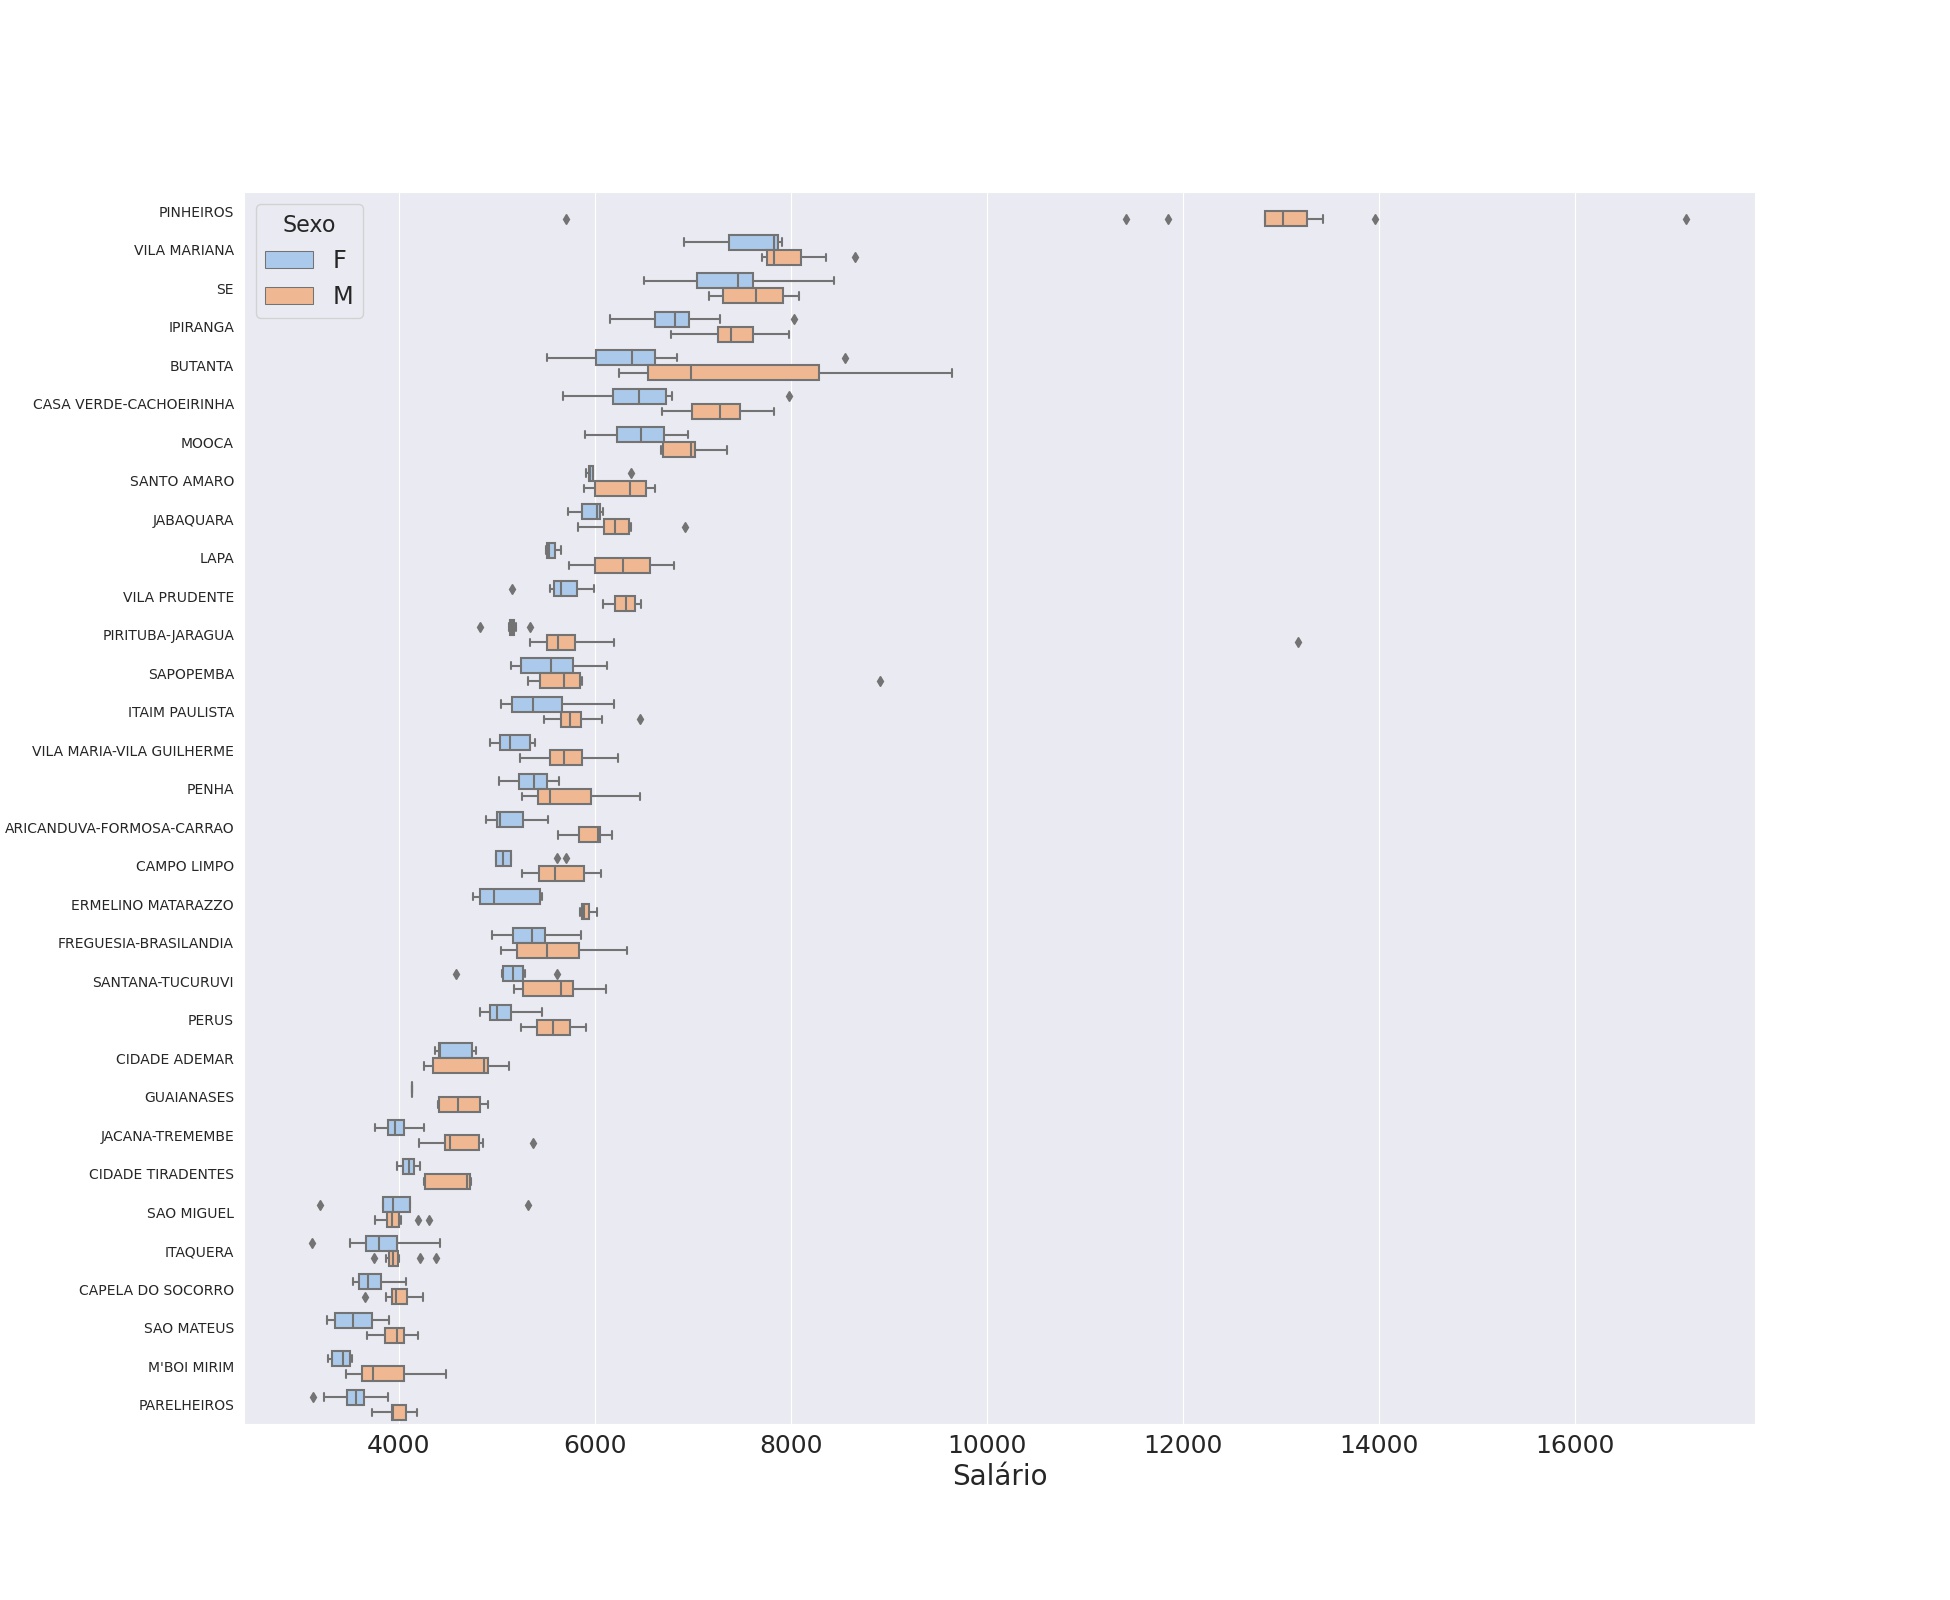 Sexo
F
M
PINHEIROS
VILA MARIANA
SE
IPIRANGA
BUTANTA
CASA VERDE-CACHOEIRINHA
MOOCA
SANTO AMARO
JABAQUARA
LAPA
VILA PRUDENTE
PIRITUBA-JARAGUA
SAPOPEMBA
ITAIM PAULISTA
VILA MARIA-VILA GUILHERME
PENHA
ARICANDUVA-FORMOSA-CARRAO
CAMPO LIMPO
ERMELINO MATARAZZO
FREGUESIA-BRASILANDIA
SANTANA-TUCURUVI
PERUS
CIDADE ADEMAR
GUAIANASES
JACANA-TREMEMBE
CIDADE TIRADENTES
SAO MIGUEL
ITAQUERA
CAPELA DO SOCORRO
SAO MATEUS
M'BOI MIRIM
PARELHEIROS
4000 6000 8000 10000 12000 14000 16000
Salário